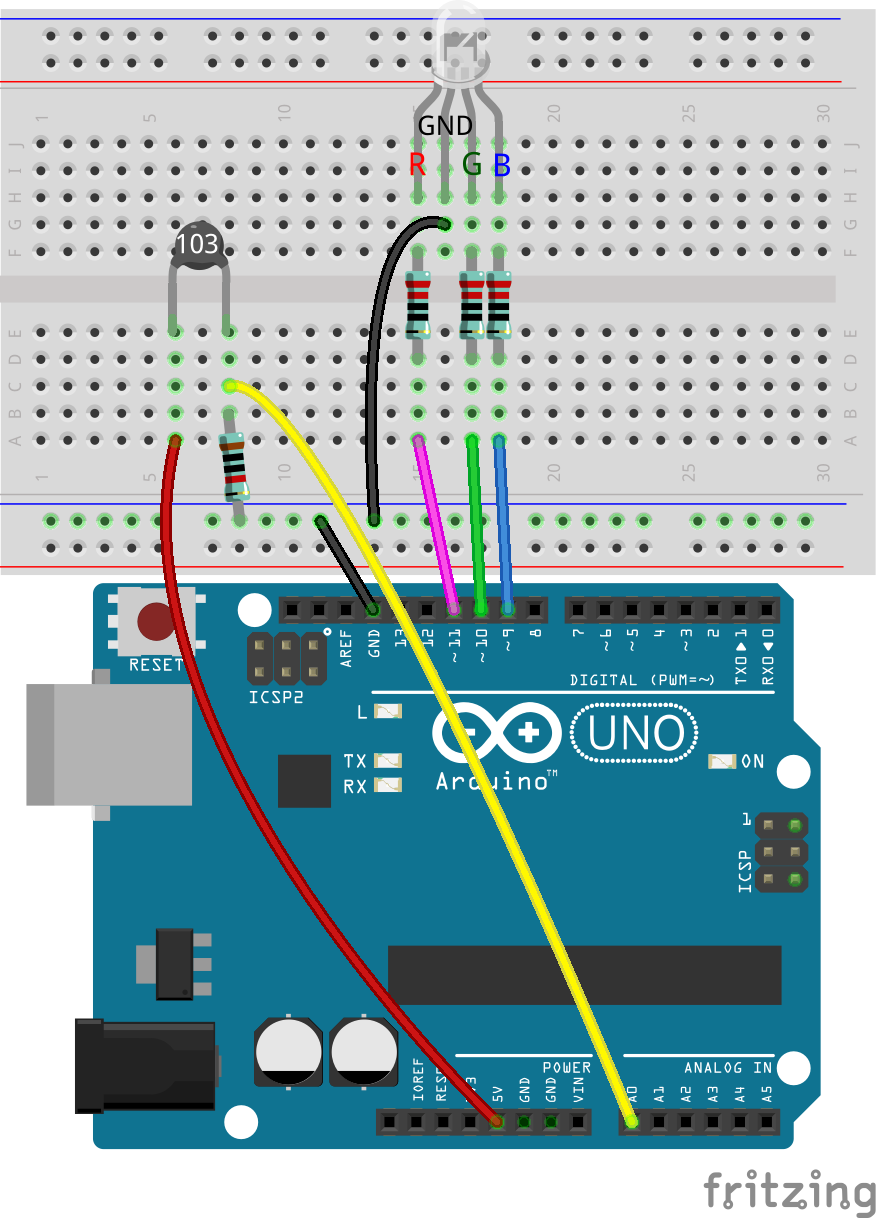 1 5 10 15 20 25 30
GND
R G B
J J
I I
H H
G G
F F
103
E E
D D
C C
B B
A A
1 5 10 15 20 25 30
RESET
ICSP2
AREF
GND
13
12
~11
~10
~9
8
7
~6
~5
4
~3
2
TX0▶1
RX0◀0
DIGITAL (PWM=~)
L
TX
RX
UNO
Arduino™
ON
1
ICSP
POWER
ANALOG IN
IOREF
5V
GND
GND
VIN
A0
A1
A2
A3
A4
A5
fritzing